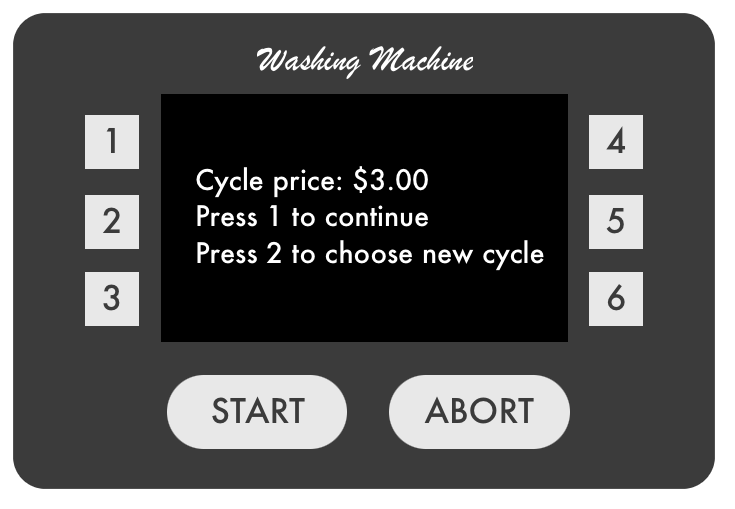 Washing Machine
1
2
3
Cycle price: $3.00
Press 1 to continue
Press 2 to choose new cycle
4
5
6
START
ABORT